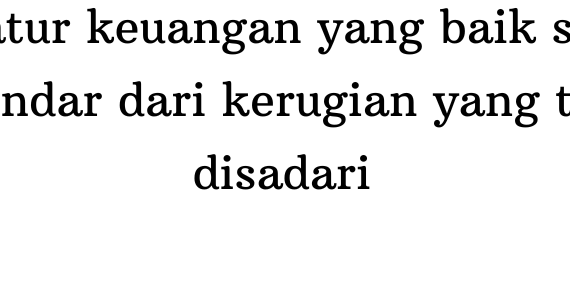 atur keuangan yang baik s
ndar dari kerugian yang t
disadari